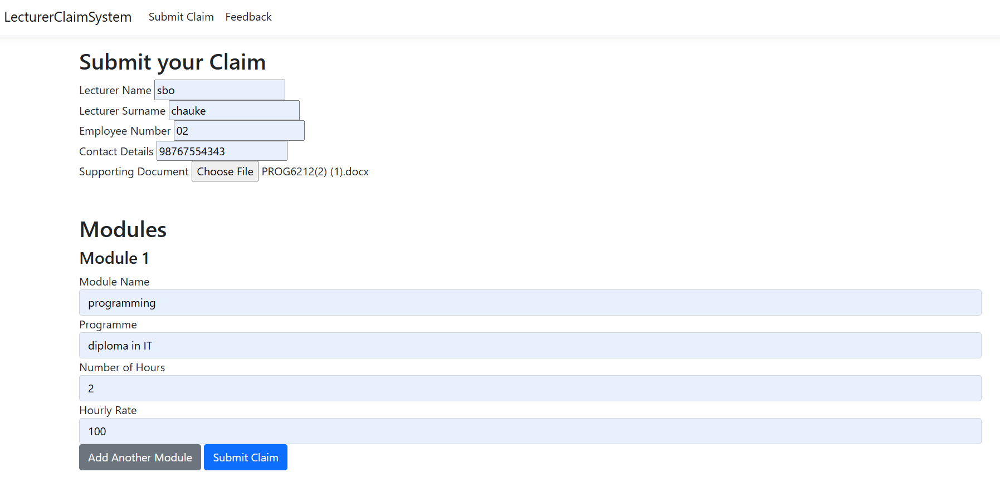 LecturerClaimSystem Submit Claim Feedback
Submit your Claim
Lecturer Name sbo
Lecturer Surname chauke
Employee Number 02
Contact Details 98767554343
Supporting Document Choose File PROG6212(2) (1).docx
Modules
Module 1
Module Name
programming
Programme
diploma in IT
Number of Hours
2
Hourly Rate
100
Add Another Module Submit Claim